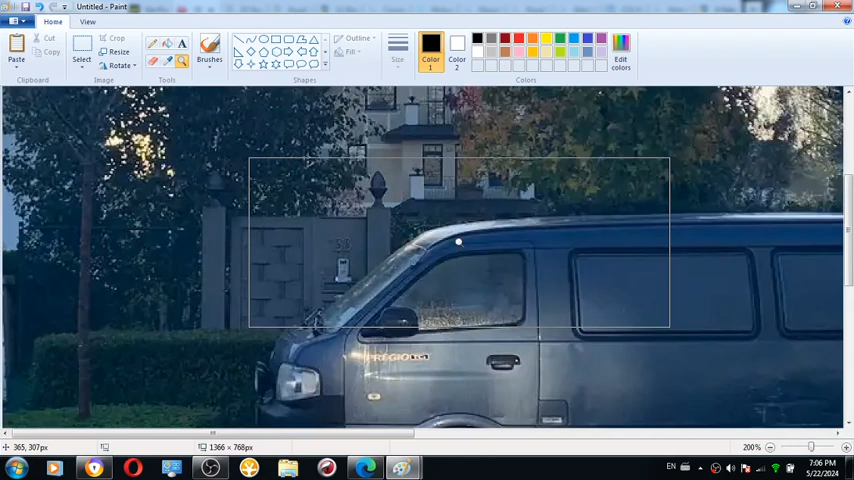 Untitled - Paint
Home
View
Paste
Cut
Copy
Clipboard
Select
Crop
Resize
Rotate
Image
Tools
Brushes
Shapes
Outline
Fill
Size
Color
1
Color
2
Edit
colors
Colors
33
PREGIO
365, 307px
1366 × 768px
200%
EN
7:06 PM
5/22/2024